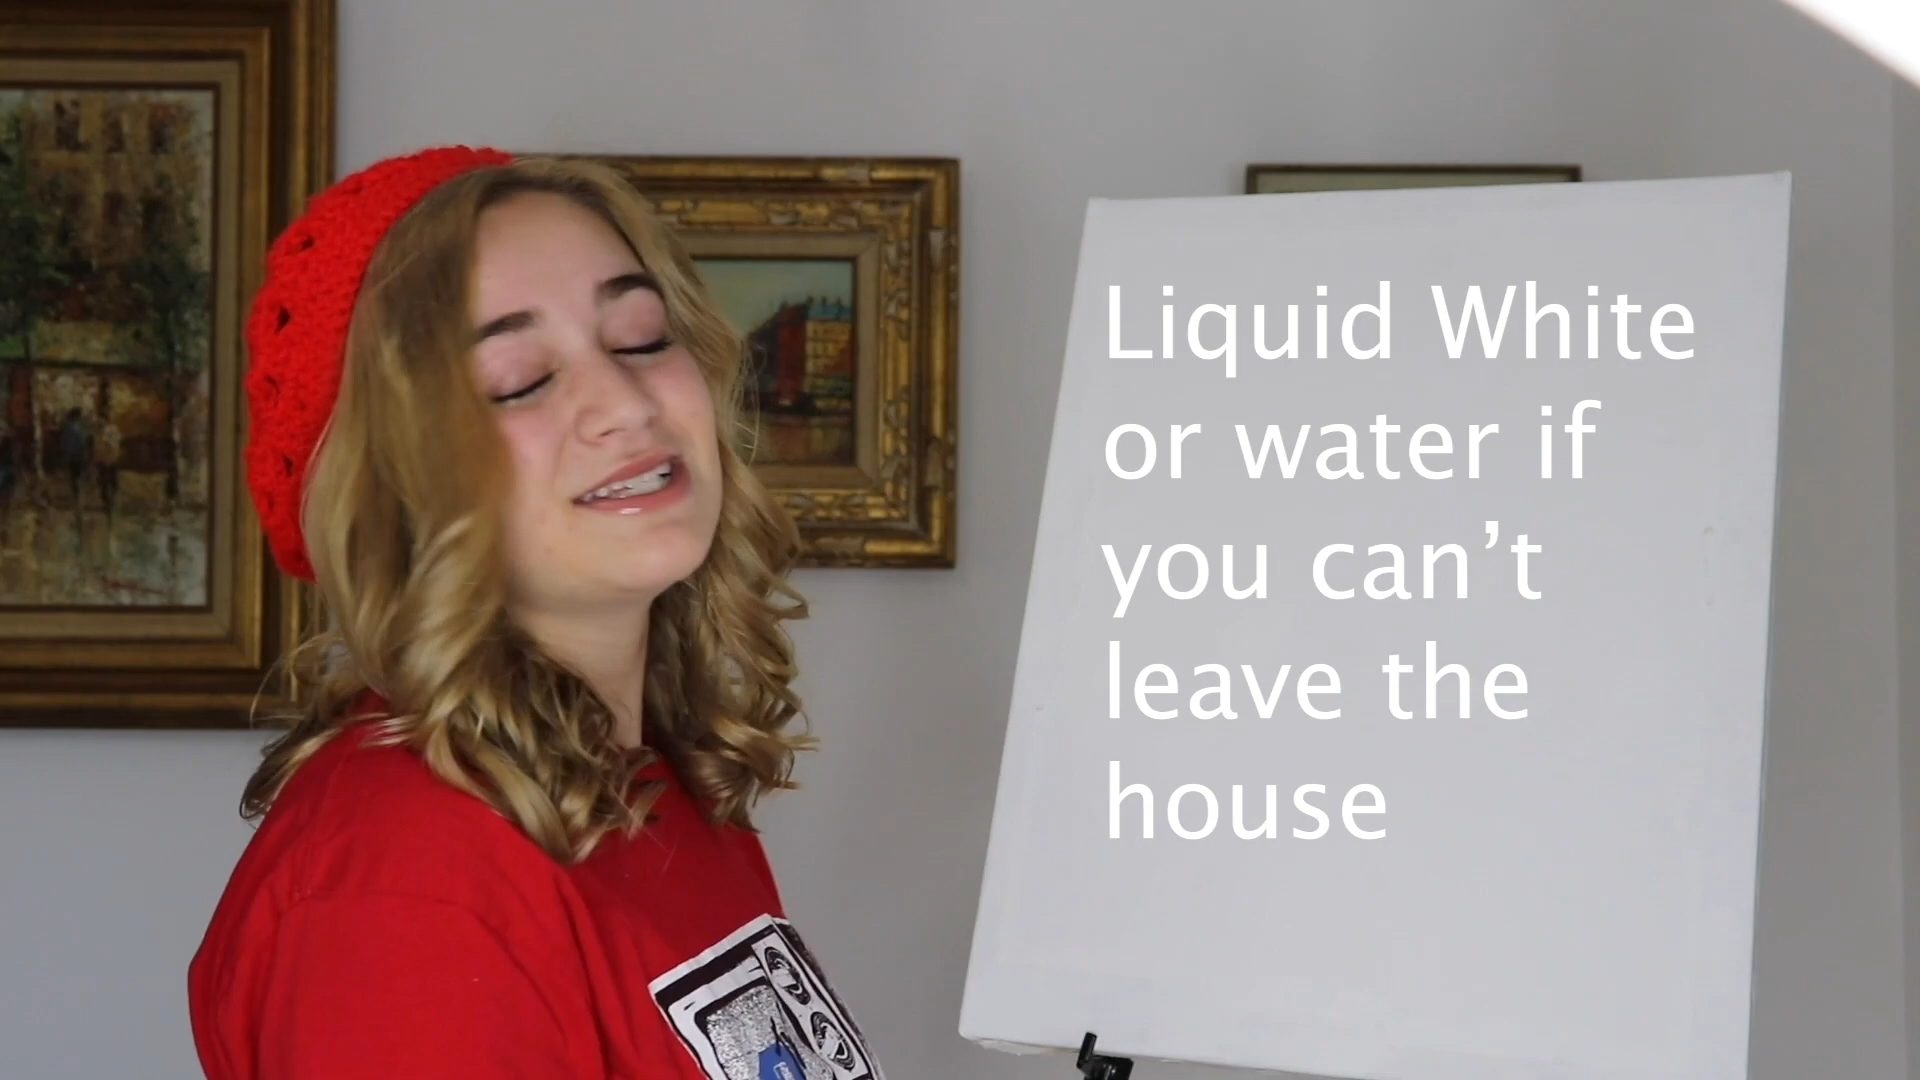 Liquid White
or water if
you can’t
leave the
house